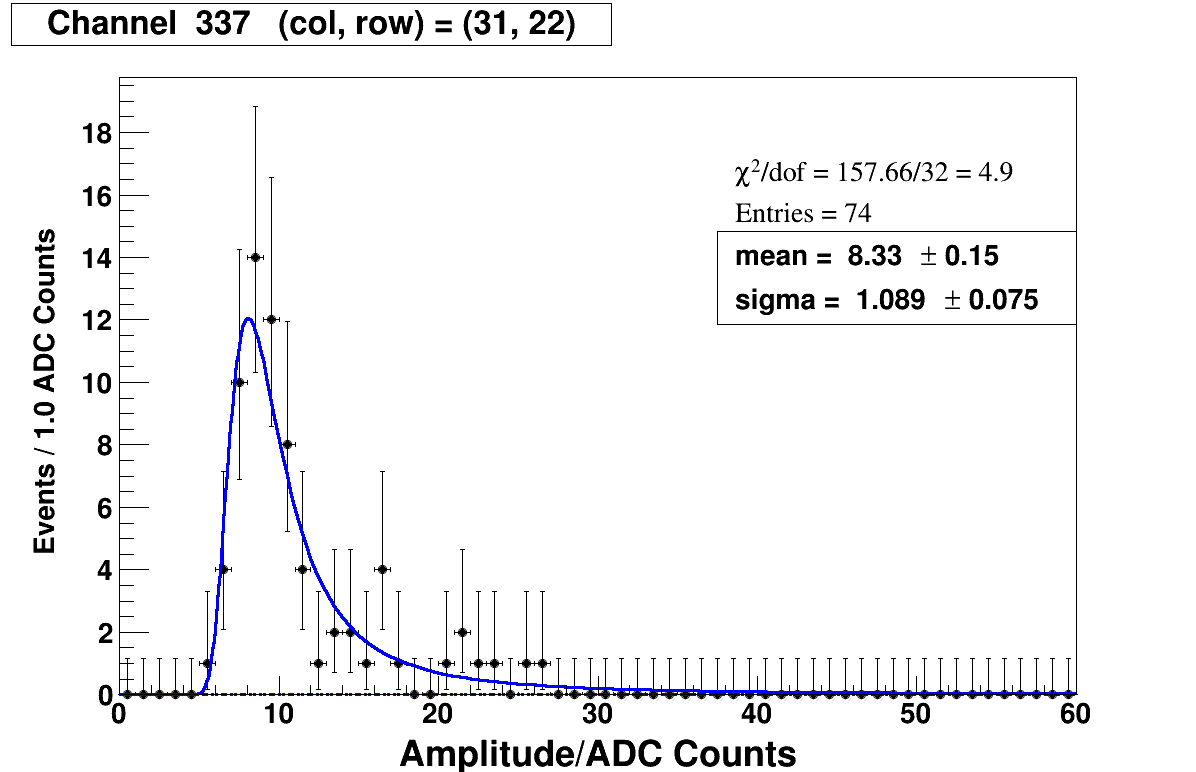 Channel 337 (col, row) = (31, 22)
χ²/dof = 157.66/32 = 4.9
Entries = 74
mean = 8.33 ± 0.15
sigma = 1.089 ± 0.075
Events / 1.0 ADC Counts
18
16
14
12
10
8
6
4
2
0
0 10 20 30 40 50 60
Amplitude/ADC Counts